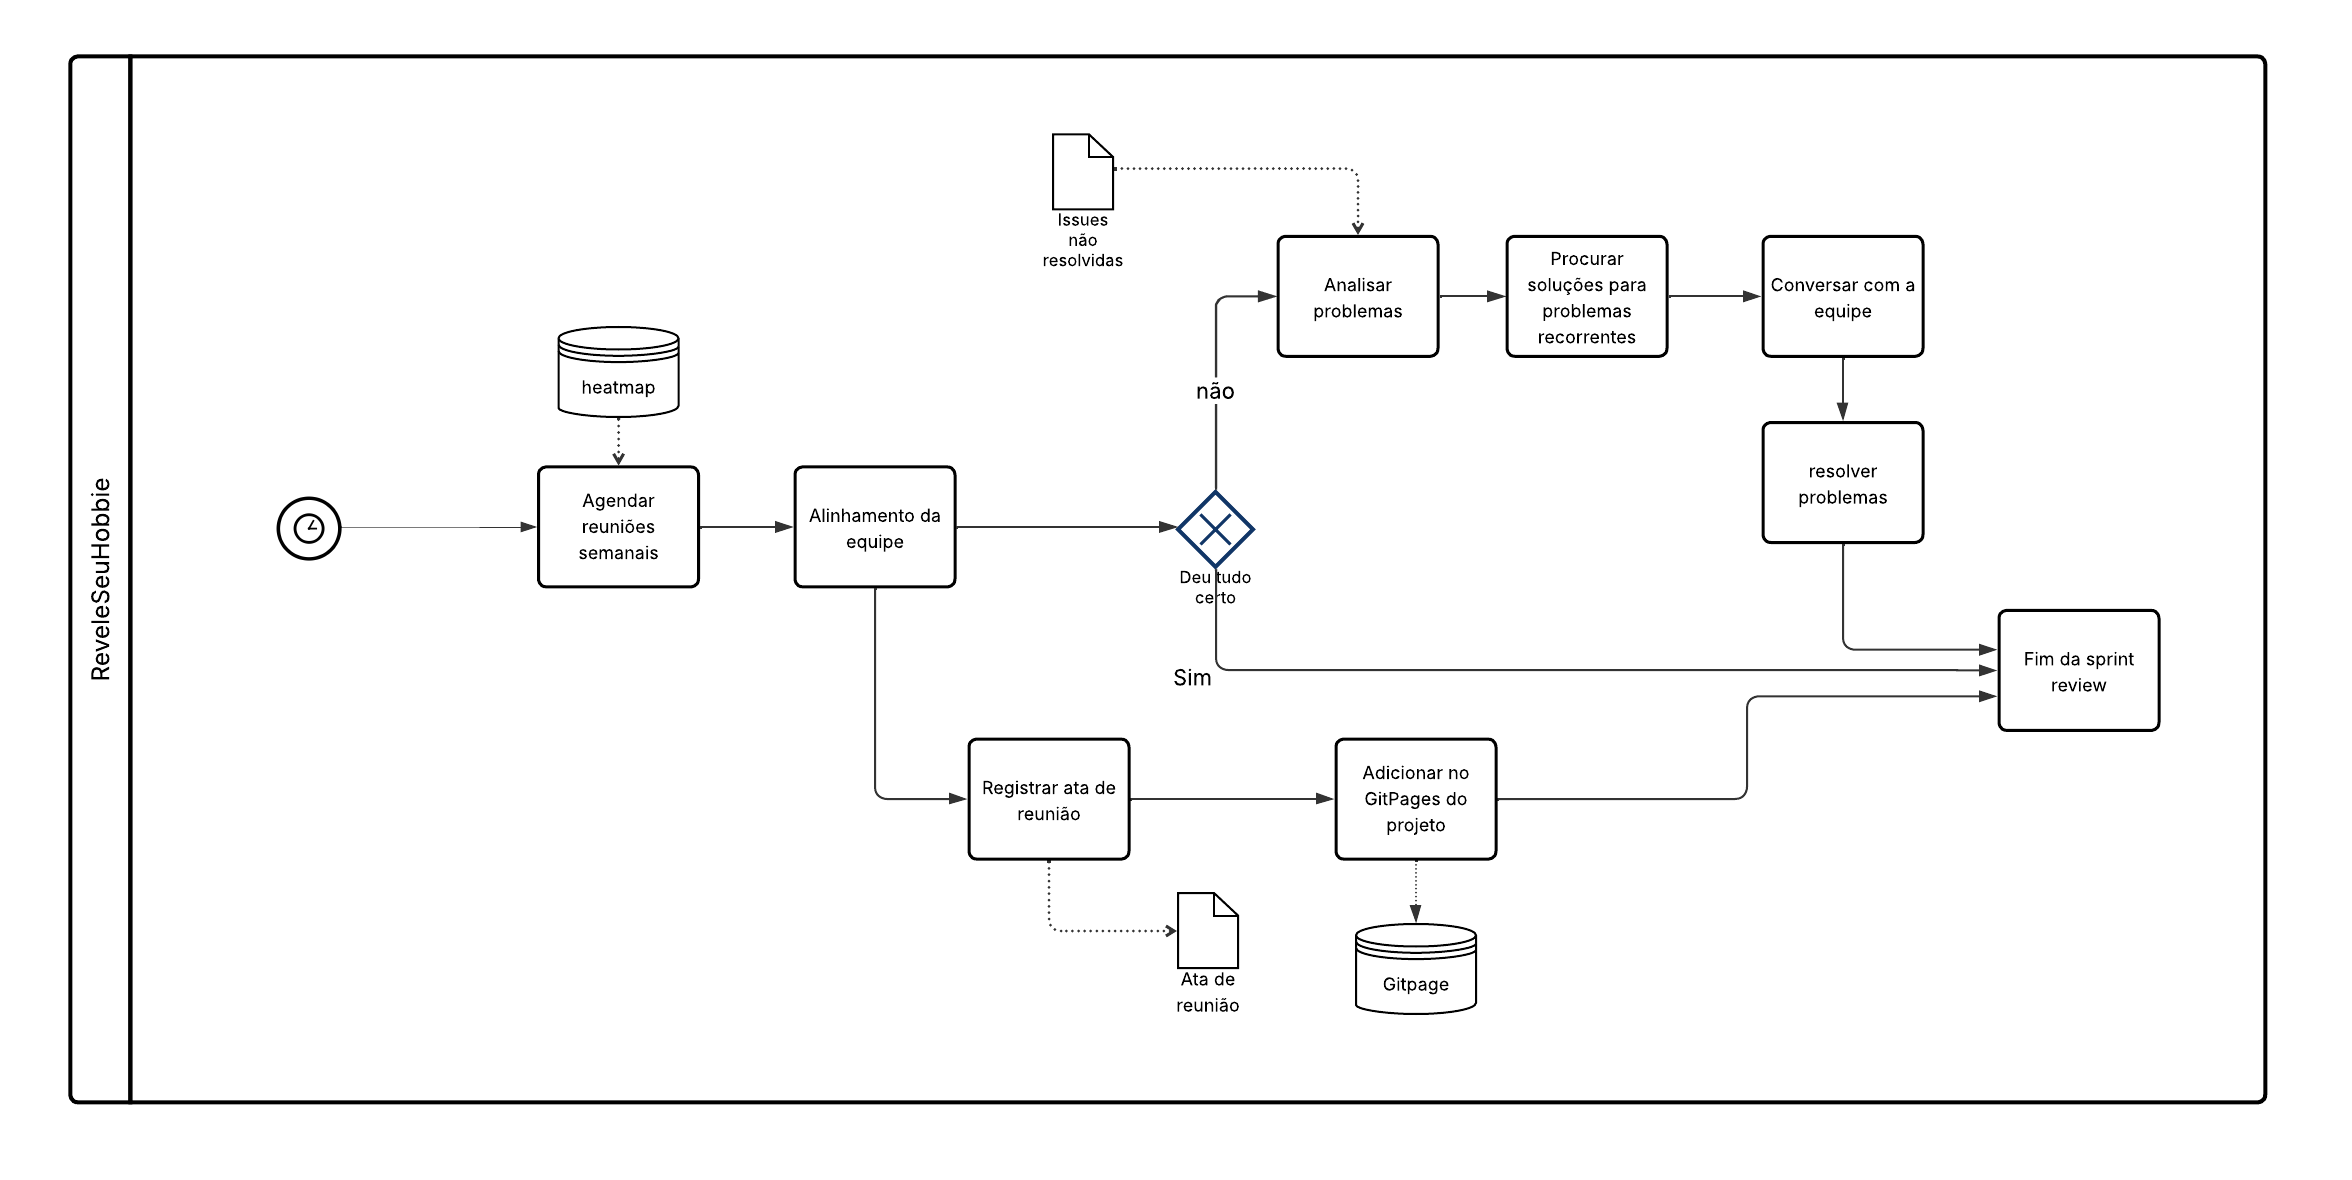 ReveleSeuHobbie
Issues
não
resolvidas
Analisar
problemas
Procurar
soluções para
problemas
recorrentes
Conversar com a
equipe
heatmap
não
resolver
problemas
Agendar
reuniões
semanais
Alinhamento da
equipe
Deu tudo
certo
Sim
Fim da sprint
review
Registrar ata de
reunião
Adicionar no
GitPages do
projeto
Ata de
reunião
Gitpage